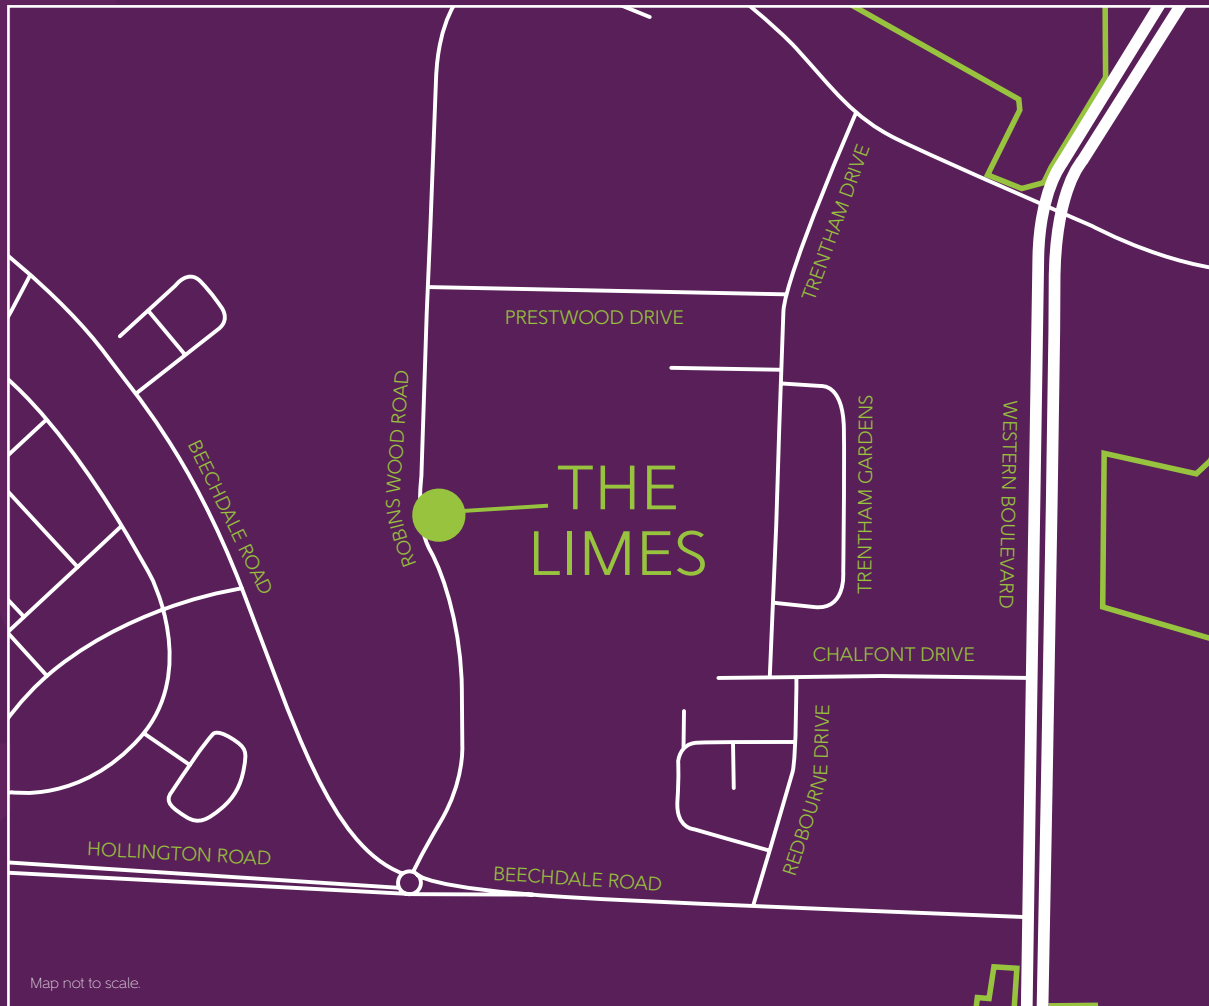 TRENTHAM DRIVE
PRESTWOOD DRIVE
ROBINS WOOD ROAD
TRENTHAM GARDENS
WESTERN BOULEVARD
BEECHDALE ROAD
THE
LIMES
CHALFONT DRIVE
REDBOURNE DRIVE
HOLLINGTON ROAD
BEECHDALE ROAD
Map not to scale.